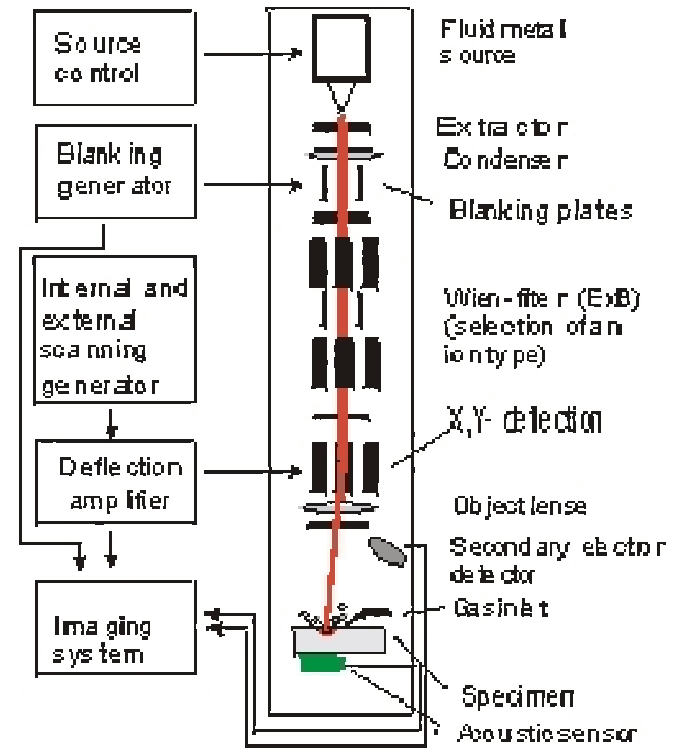 Source
control
Blanking
generator
Internal and
external
scanning
generator
Deflection
amplifier
Imaging
system
Fluid metal
source
Extractor
Condenser
Blanking plates
Wien-filter (ExB)
(selection of an
ion type)
X,Y- deflection
Object lense
Secondary electron
detector
Gas inlet
Specimen
Acoustic sensor